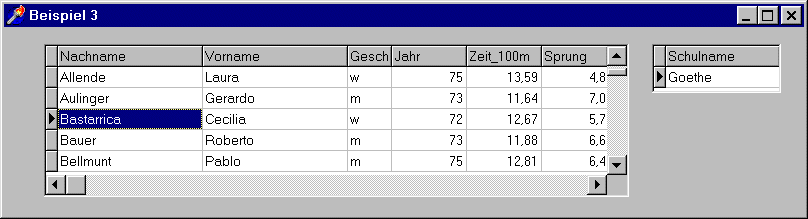 Beispiel 3
Nachname Vorname Gesch Jahr Zeit_100m Sprung Schulname
Allende Laura w 75 13,59 4,8 Goethe
Aulinger Gerardo m 73 11,64 7,0
Bastarrica Cecilia w 72 12,67 5,7
Bauer Roberto m 73 11,88 6,6
Bellmunt Pablo m 75 12,81 6,4